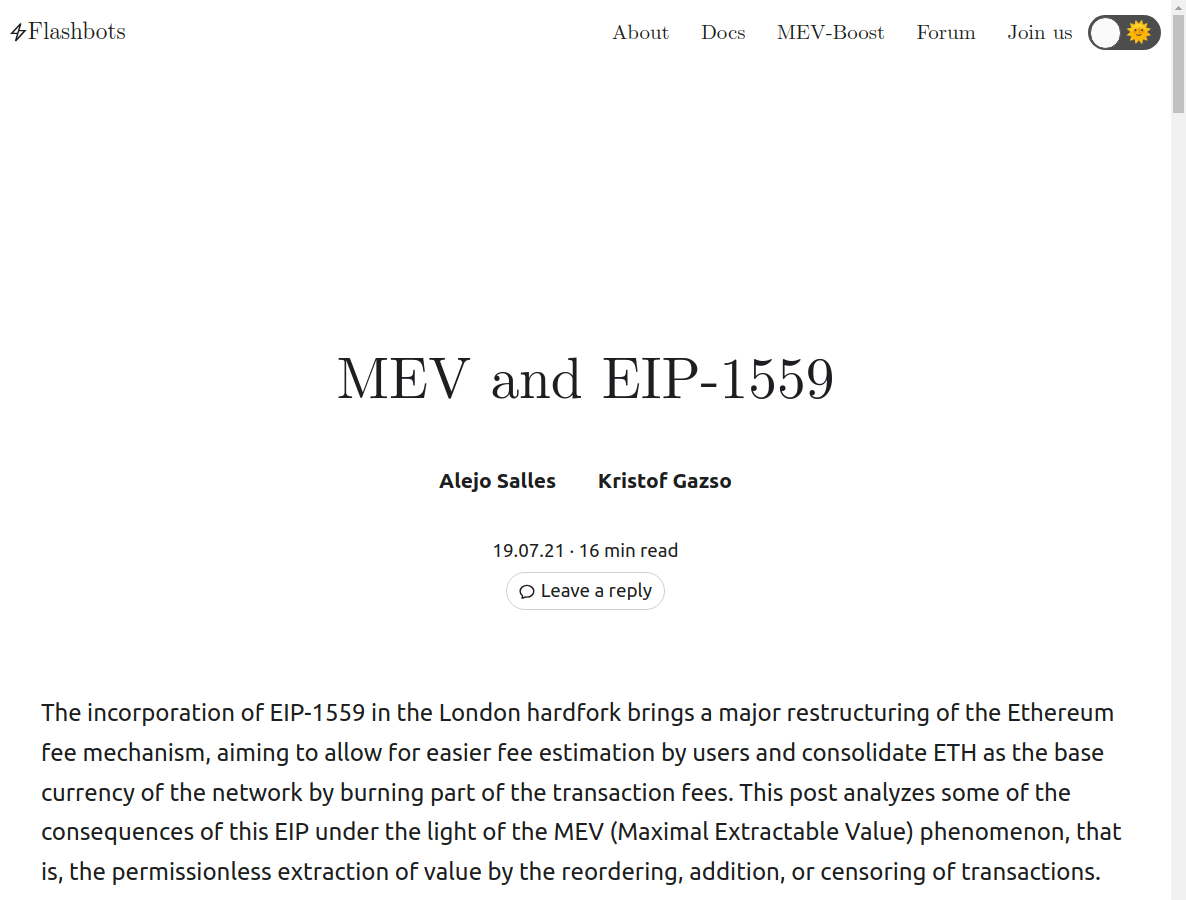 Flashbots
About Docs MEV-Boost Forum Join us
MEV and EIP-1559
Alejo Salles Kristof Gazso
19.07.21 · 16 min read
Leave a reply
The incorporation of EIP-1559 in the London hardfork brings a major restructuring of the Ethereum
fee mechanism, aiming to allow for easier fee estimation by users and consolidate ETH as the base
currency of the network by burning part of the transaction fees. This post analyzes some of the
consequences of this EIP under the light of the MEV (Maximal Extractable Value) phenomenon, that
is, the permissionless extraction of value by the reordering, addition, or censoring of transactions.